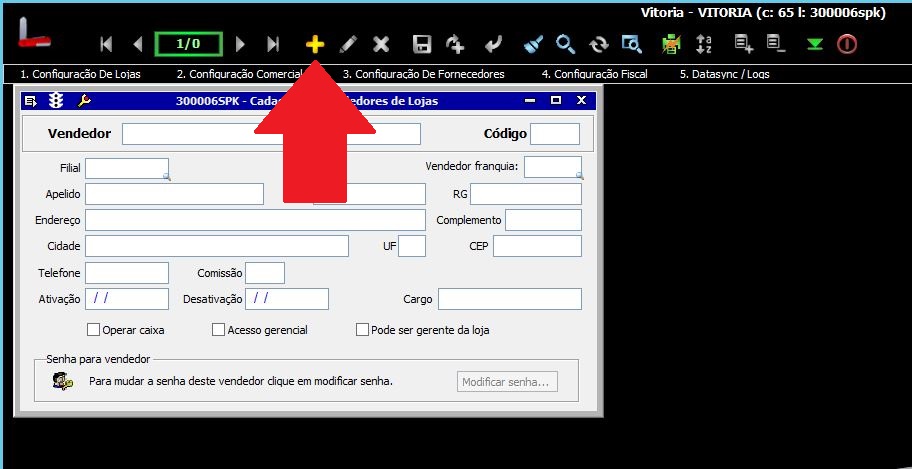 Vitoria - VITORIA (c: 65 l: 300006spk)
1/0
1. Configuração De Lojas 2. Configuração Comercial 3. Configuração De Fornecedores 4. Configuração Fiscal 5. Datasync / Logs
300006SPK - Cada edores de Lojas
Vendedor Código
Filial Vendedor franquia:
Apelido RG
Endereço Complemento
Cidade UF CEP
Telefone Comissão
Ativação / / Desativação / / Cargo
Operar caixa Acesso gerencial Pode ser gerente da loja
Senha para vendedor
Para mudar a senha deste vendedor clique em modificar senha. Modificar senha...